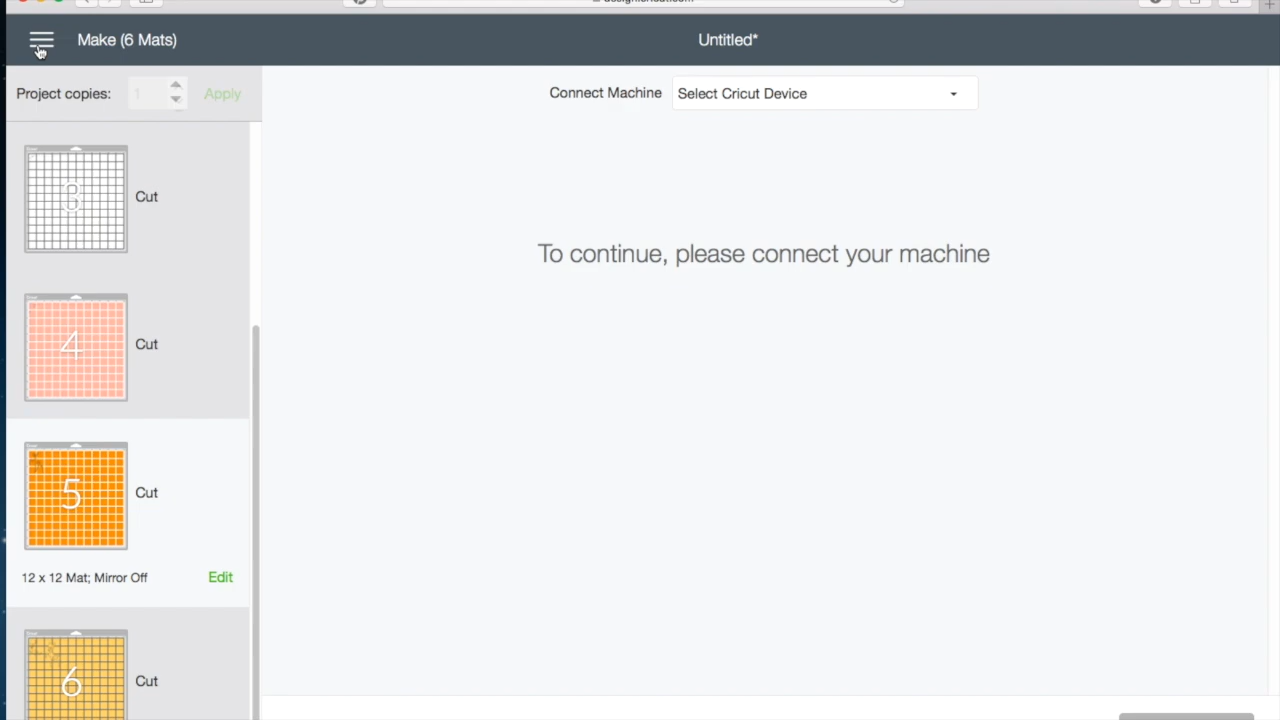 Make (6 Mats)
Untitled*
Project copies:
1
Apply
Connect Machine
Select Cricut Device
3
Cut
To continue, please connect your machine
4
Cut
5
Cut
12 x 12 Mat; Mirror Off
Edit
6
Cut